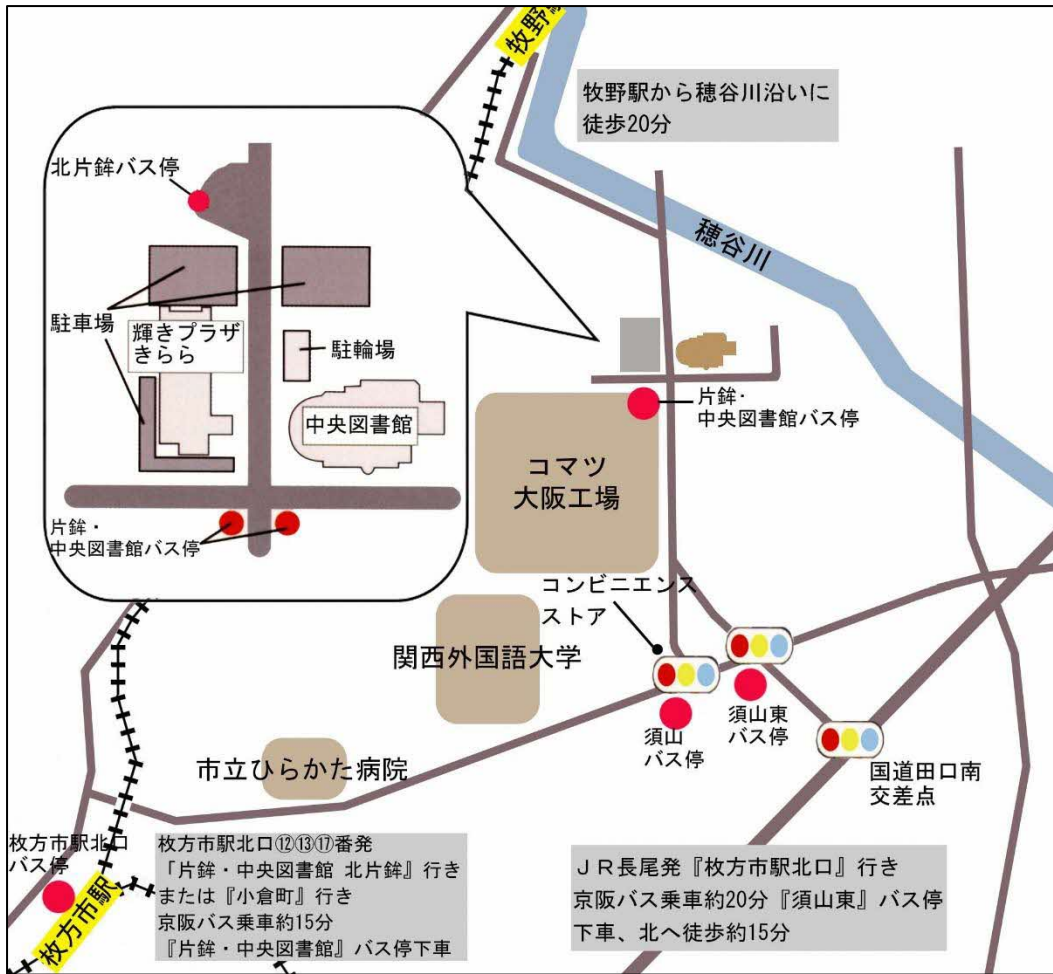 牧野
牧野駅から穂谷川沿いに
徒歩20分
北片鉾バス停
穂谷川
駐車場
輝きプラザ
きらら
駐輪場
中央図書館
片鉾・
中央図書館バス停
片鉾・
中央図書館バス停
コマツ
大阪工場
コンビニエンス
ストア
関西外国語大学
須山東
バス停
須山
バス停
国道田口南
交差点
市立ひらかた病院
枚方市駅北口
バス停
枚方市駅
枚方市駅北口⑫⑬⑰番発
「片鉾・中央図書館 北片鉾」行き
または『小倉町』行き
京阪バス乗車約15分
『片鉾・中央図書館』バス停下車
ＪＲ長尾発『枚方市駅北口』行き
京阪バス乗車約20分『須山東』バス停
下車、北へ徒歩約15分